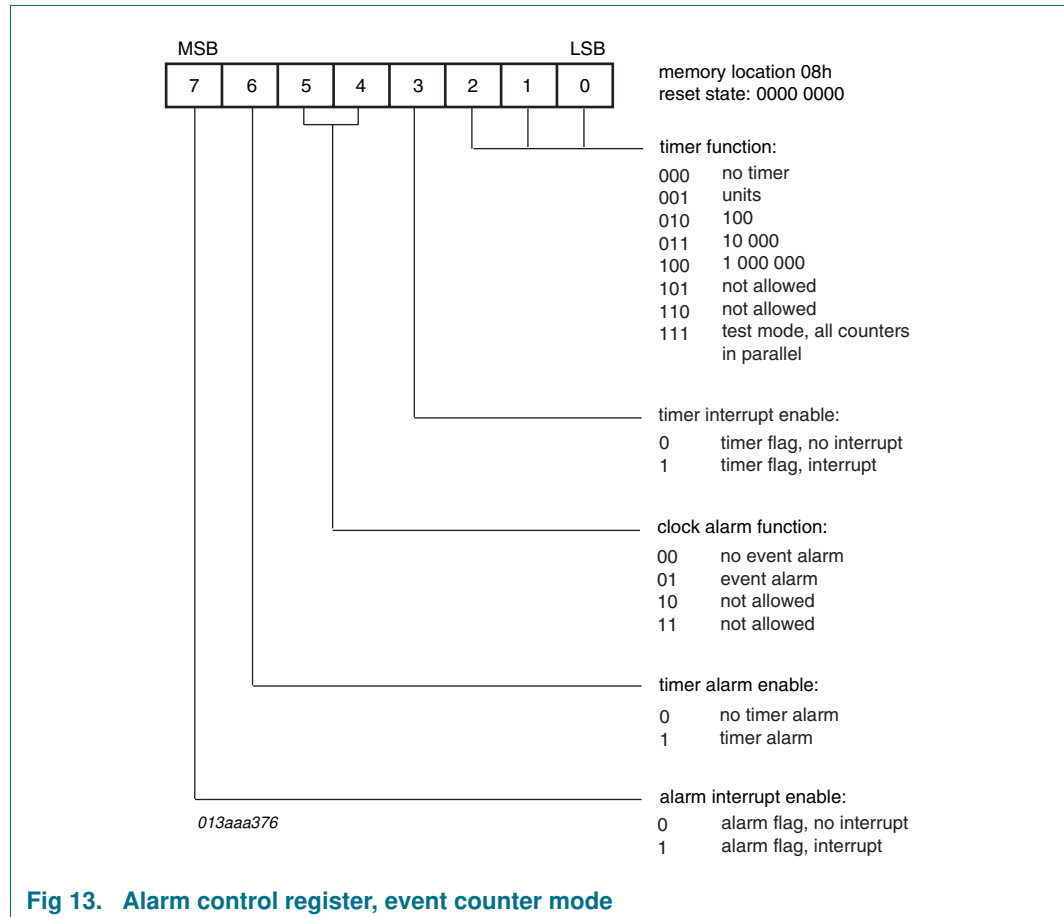 MSB LSB
7 6 5 4 3 2 1 0
memory location 08h
reset state: 0000 0000
timer function:
000 no timer
001 units
010 100
011 10 000
100 1 000 000
101 not allowed
110 not allowed
111 test mode, all counters
in parallel
timer interrupt enable:
0 timer flag, no interrupt
1 timer flag, interrupt
clock alarm function:
00 no event alarm
01 event alarm
10 not allowed
11 not allowed
timer alarm enable:
0 no timer alarm
1 timer alarm
alarm interrupt enable:
0 alarm flag, no interrupt
1 alarm flag, interrupt
013aaa376
Fig 13. Alarm control register, event counter mode